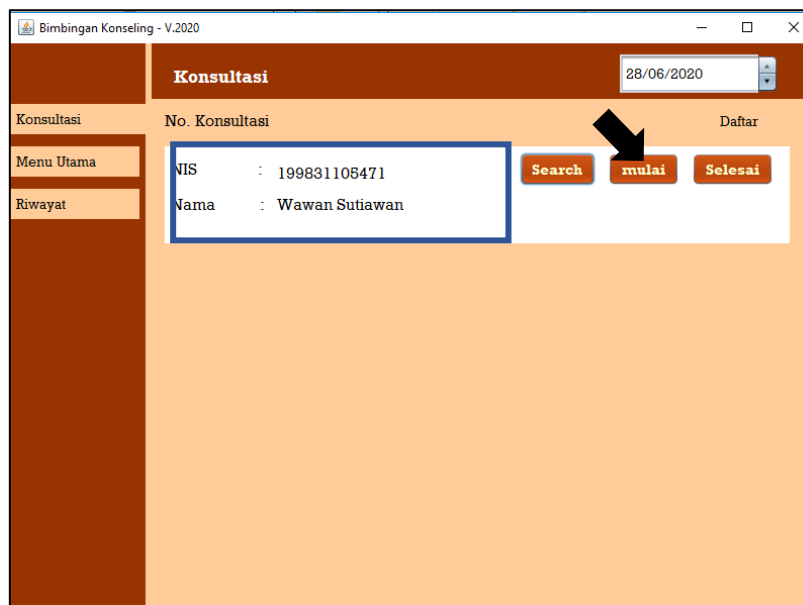 Bimbingan Konseling - V.2020
Konsultasi 28/06/2020
Konsultasi
No. Konsultasi Daftar
Menu Utama
NIS : 199831105471 Search mulai Selesai
Riwayat
Nama : Wawan Sutiawan